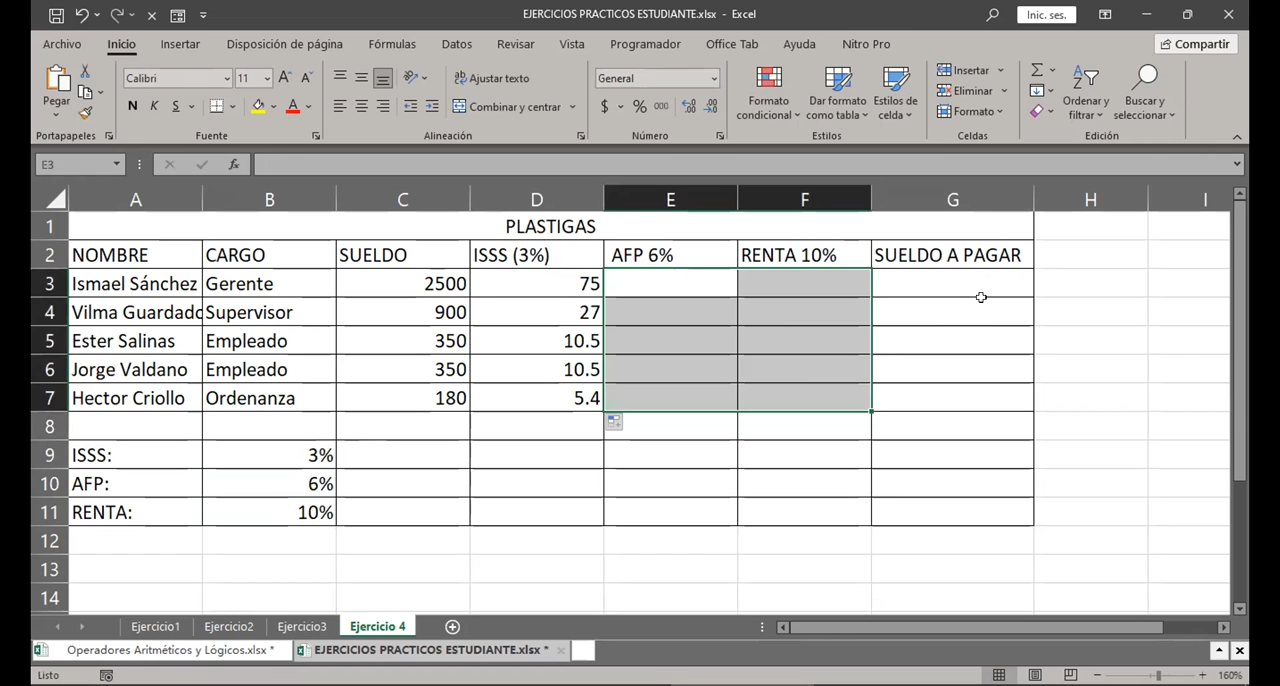 EJERCICIOS PRACTICOS ESTUDIANTE.xlsx - Excel
Inic. ses.
Archivo Inicio Insertar Disposición de página Fórmulas Datos Revisar Vista Programador Office Tab Ayuda Nitro Pro Compartir
Pegar
Portapapeles
Calibri 11
N K S
Fuente
Ajustar texto
Combinar y centrar
Alineación
General
$ % 000
Número
Formato condicional
Dar formato como tabla
Estilos de celda
Estilos
Insertar
Eliminar
Formato
Celdas
Ordenar y filtrar
Buscar y seleccionar
Edición
E3 fx
A B C D E F G H I
1 PLASTIGAS
2 NOMBRE CARGO SUELDO ISSS (3%) AFP 6% RENTA 10% SUELDO A PAGAR
3 Ismael Sánchez Gerente 2500 75
4 Vilma Guardado Supervisor 900 27
5 Ester Salinas Empleado 350 10.5
6 Jorge Valdano Empleado 350 10.5
7 Hector Criollo Ordenanza 180 5.4
8
9 ISSS: 3%
10 AFP: 6%
11 RENTA: 10%
12
13
14
Ejercicio1 Ejercicio2 Ejercicio3 Ejercicio 4
Operadores Aritméticos y Lógicos.xlsx * EJERCICIOS PRACTICOS ESTUDIANTE.xlsx *
Listo 160%